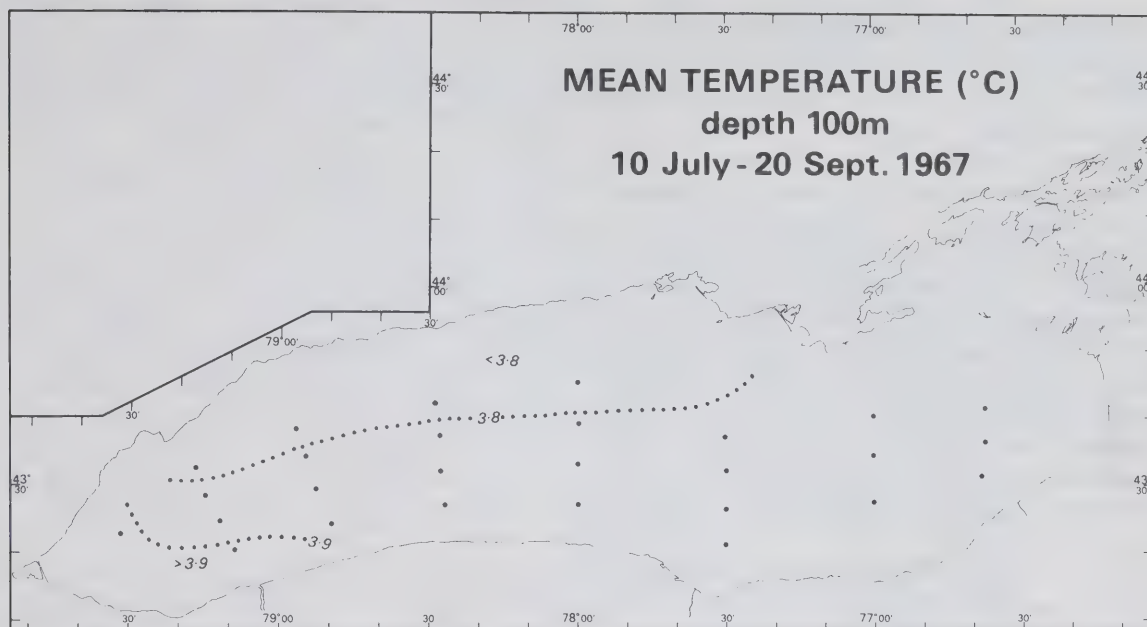 78°00' 30' 77°00' 30'
44° 30'
44° 30'
MEAN TEMPERATURE (°C)
depth 100m
10 July - 20 Sept. 1967
44° 00'
44° 00'
30'
79°00'
<3·8
30'
3·8
43° 30'
43° 30'
3·9
>3·9
30' 79°00' 30' 78°00' 30' 77°00' 30'